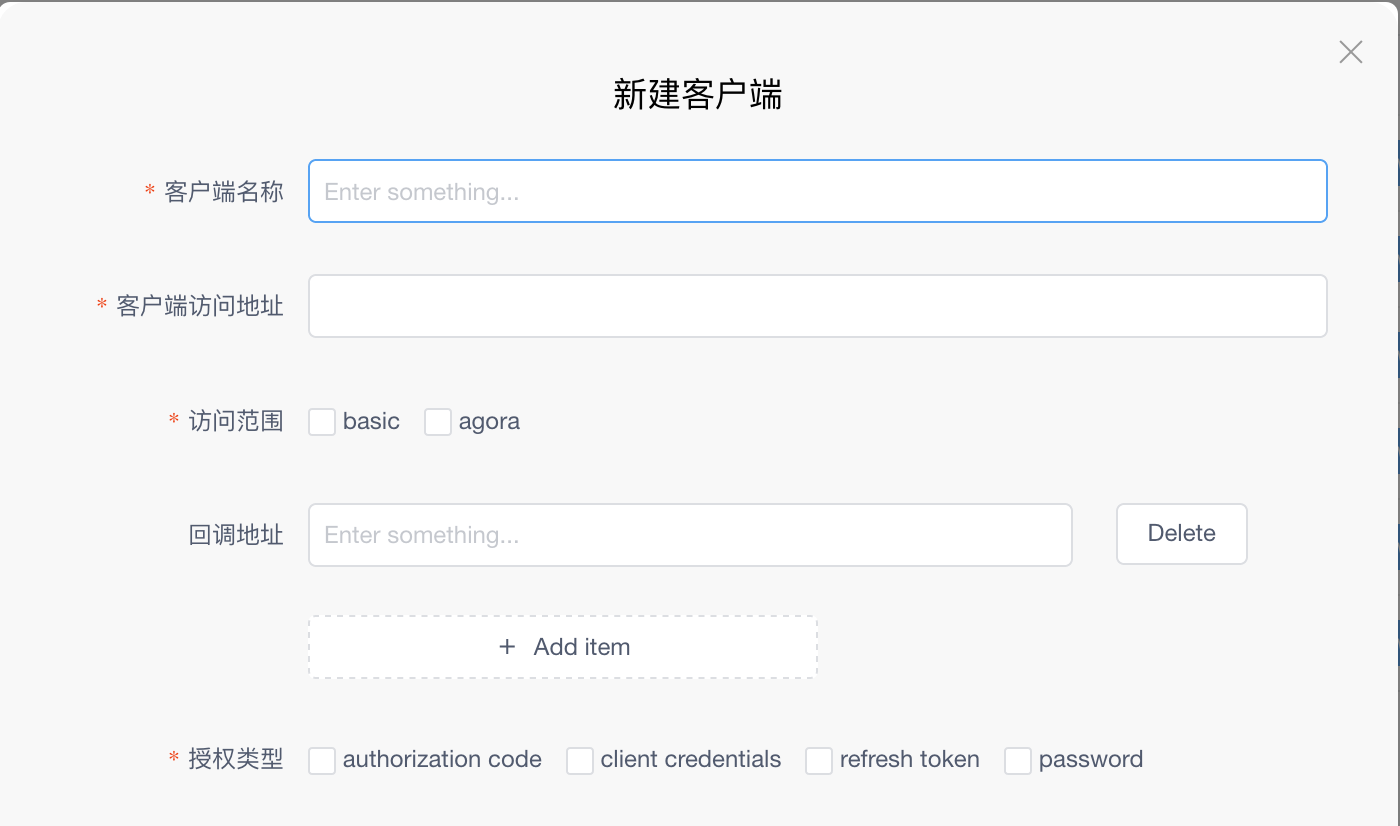 新建客户端
* 客户端名称 Enter something...
* 客户端访问地址
* 访问范围 basic agora
回调地址 Enter something... Delete
+ Add item
* 授权类型 authorization code client credentials refresh token password